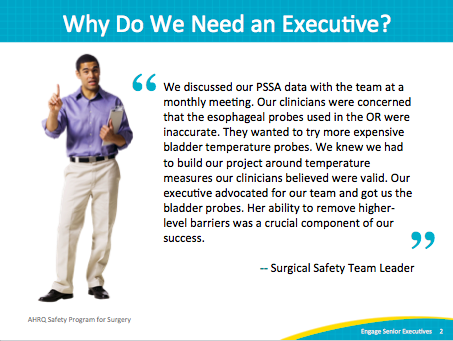 Why Do We Need an Executive?
“ We discussed our PSSA data with the team at a
monthly meeting. Our clinicians were concerned
that the esophageal probes used in the OR were
inaccurate. They wanted to try more expensive
bladder temperature probes. We knew we had
to build our project around temperature
measures our clinicians believed were valid. Our
executive advocated for our team and got us the
bladder probes. Her ability to remove higher-
level barriers was a crucial component of our
success. ”
-- Surgical Safety Team Leader
AHRQ Safety Program for Surgery
Engage Senior Executives 2